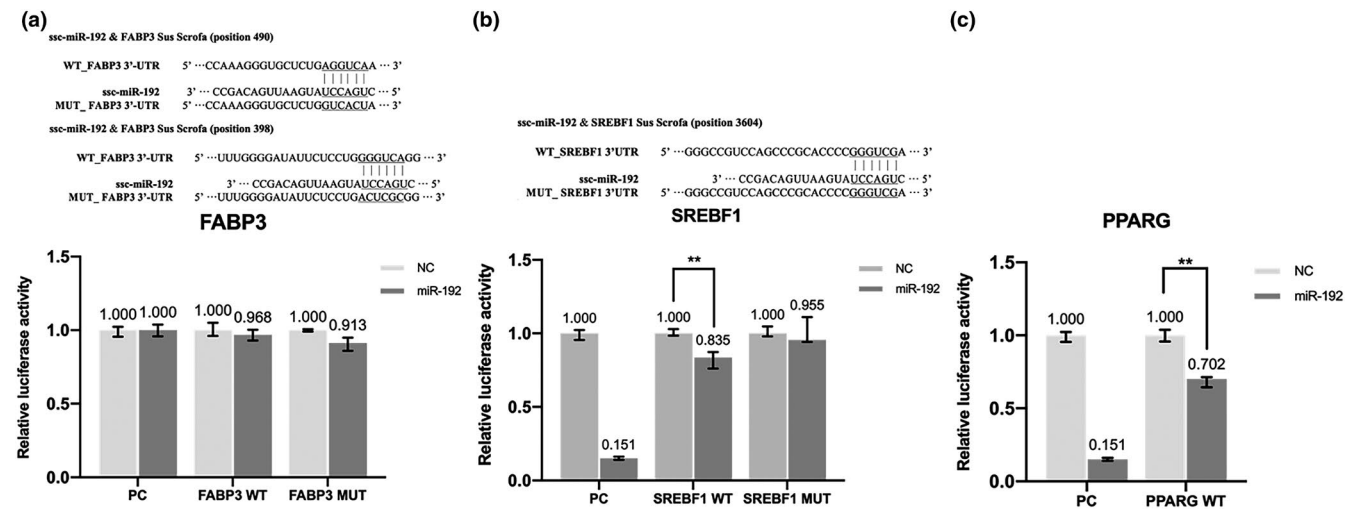 (a)
ssc-miR-192 & FABP3 Sus Scrofa (position 490)
WT_FABP3 3'-UTR 5' ···CCAAAGGGUGCUCUGAGGUCAA ··· 3'
| | | | | |
ssc-miR-192 3' ··· CCGACAGUUAAGUAUCCAGUC ··· 5'
MUT_ FABP3 3'-UTR 5' ···CCAAAGGGUGCUCUGGUCACUA ··· 3'
ssc-miR-192 & FABP3 Sus Scrofa (position 398)
WT_FABP3 3'-UTR 5' ···UUUGGGGAUAUUCUCCUGGGGUCAGG ··· 3'
| | | | | |
ssc-miR-192 3' ··· CCGACAGUUAAGUAUCCAGUC ··· 5'
MUT_ FABP3 3'-UTR 5' ···UUUGGGGAUAUUCUCCUGACUCGCGG ··· 3'
FABP3
Relative luciferase activity
1.5
1.0
0.5
0.0
NC
miR-192
1.000 1.000 1.000 0.968 1.000 0.913
PC FABP3 WT FABP3 MUT
(b)
ssc-miR-192 & SREBF1 Sus Scrofa (position 3604)
WT_SREBF1 3'UTR 5' ···GGGCCGUCCAGCCCGCACCCCGGGUCGA ··· 3'
| | | | | |
ssc-miR-192 3' ··· CCGACAGUUAAGUAUCCAGUC ··· 5'
MUT_ SREBF1 3'UTR 5' ···GGGCCGUCCAGCCCGCACCCCGGGUCGA ··· 3'
SREBF1
Relative luciferase activity
1.5
1.0
0.5
0.0
NC
miR-192
**
1.000 0.151 1.000 0.835 1.000 0.955
PC SREBF1 WT SREBF1 MUT
(c)
PPARG
Relative luciferase activity
1.5
1.0
0.5
0.0
NC
miR-192
**
1.000 0.151 1.000 0.702
PC PPARG WT